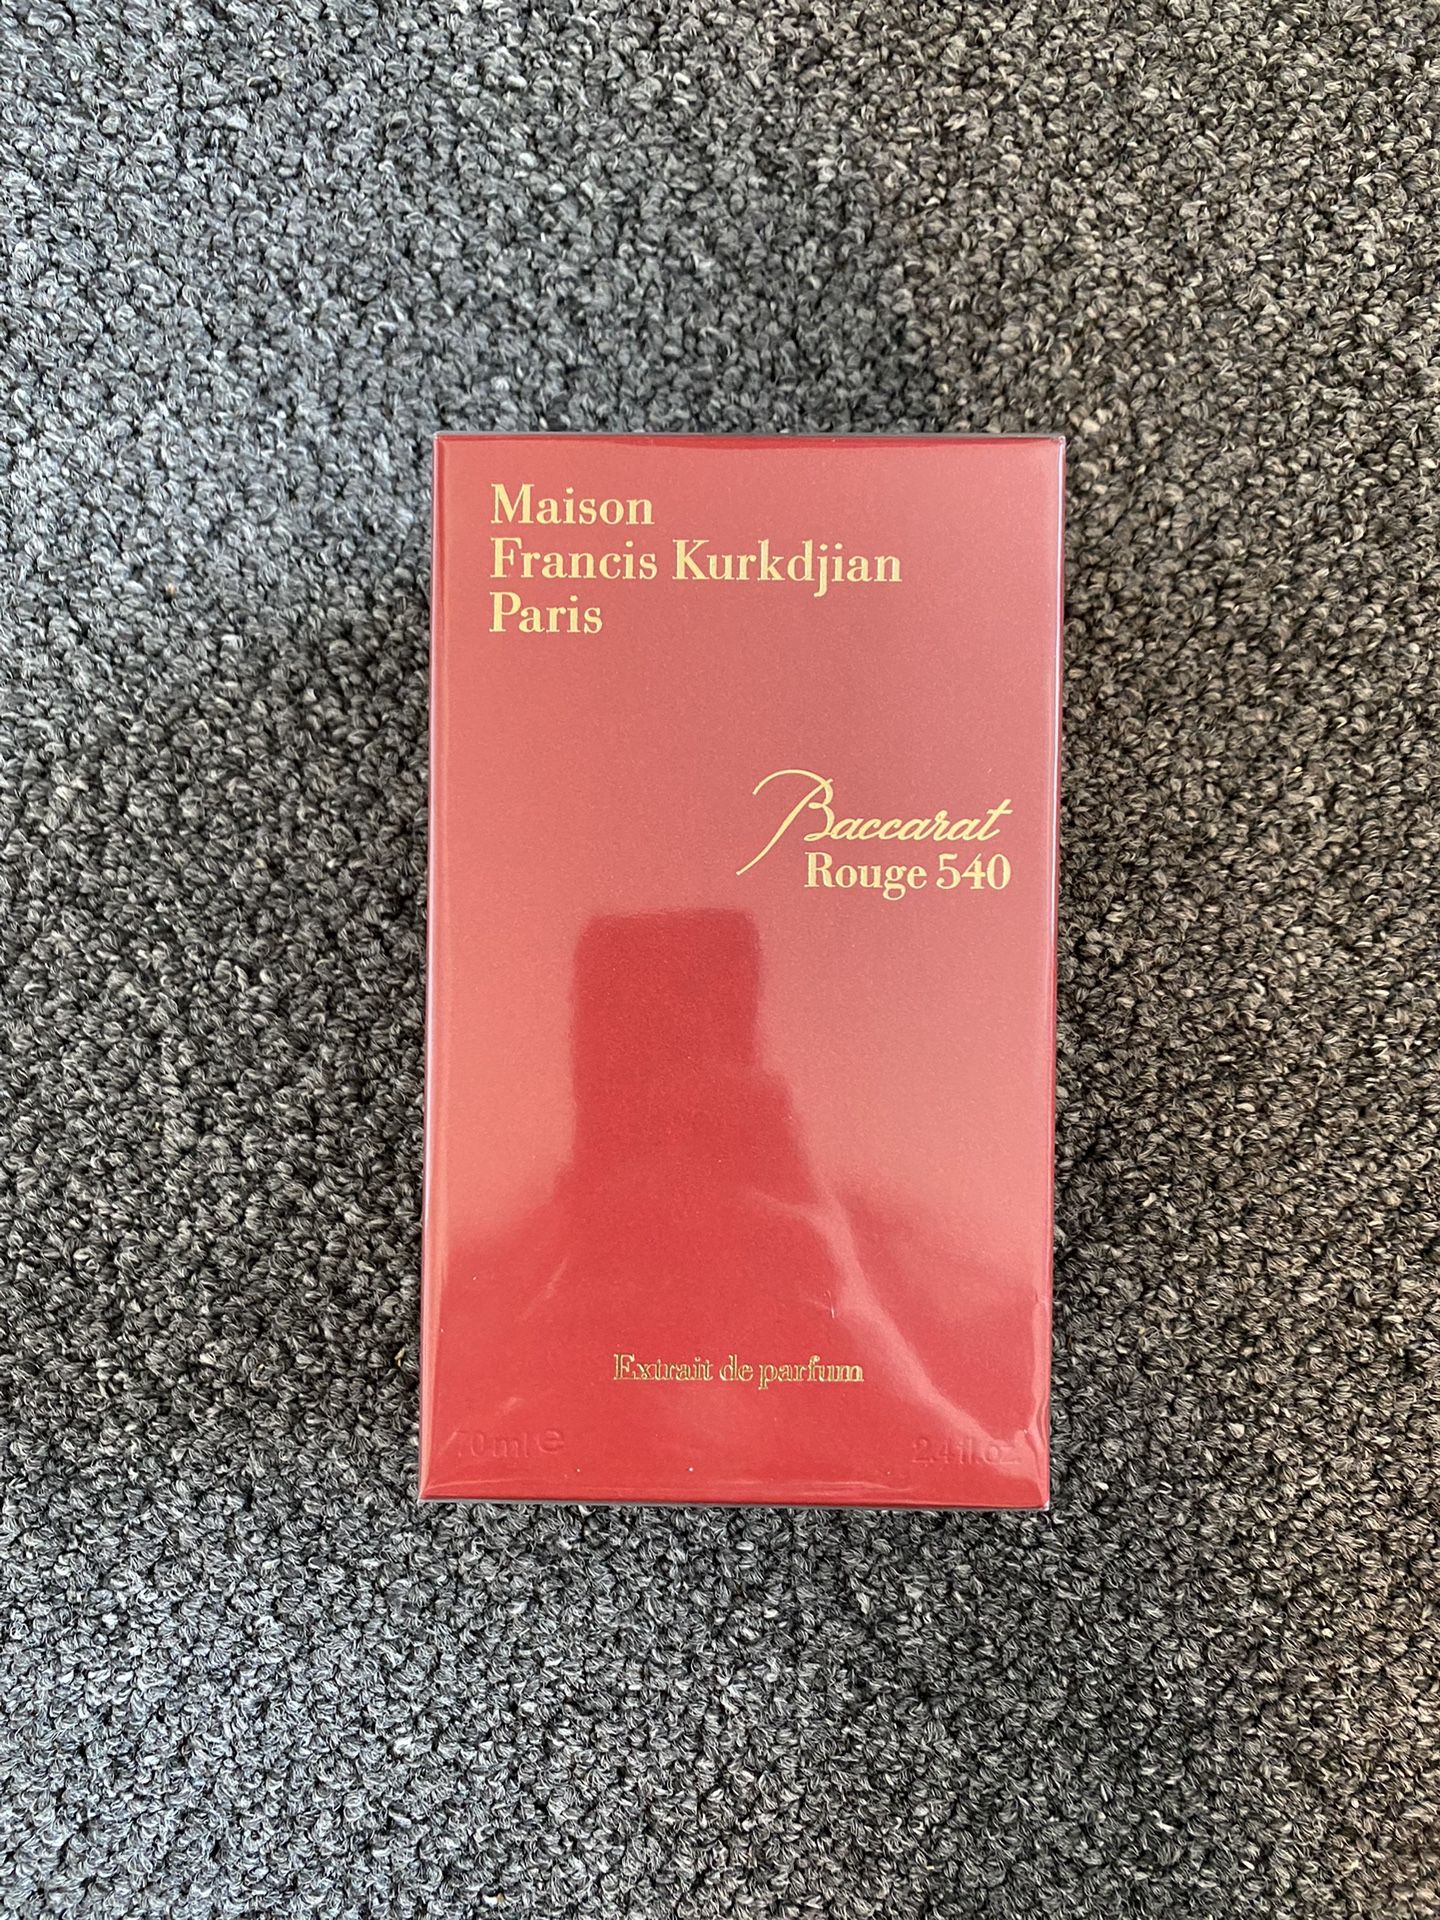 Maison
Francis Kurkdjian
Paris
Baccarat
Rouge 540
Extrait de parfum
70 ml e 2.4 fl.oz.